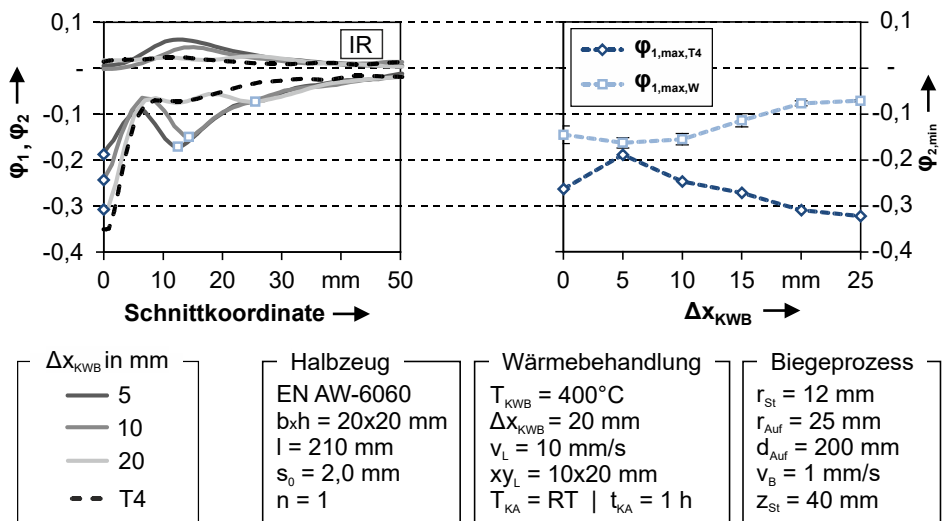 0,1
-
-0,1
-0,2
-0,3
-0,4
φ1, φ2
IR
0
10
20
30
mm
50
Schnittkoordinate
φ1,max,T4
φ1,max,W
0,1
-
-0,1
-0,2
-0,3
-0,4
φ2,min
0
5
10
15
mm
25
ΔxKWB
ΔxKWB in mm
5
10
20
T4
Halbzeug
EN AW-6060
bxh = 20x20 mm
l = 210 mm
s0 = 2,0 mm
n = 1
Wärmebehandlung
TKWB = 400°C
ΔxKWB = 20 mm
vL = 10 mm/s
xyL = 10x20 mm
TKA = RT | tKA = 1 h
Biegeprozess
rSt = 12 mm
rAuf = 25 mm
dAuf = 200 mm
vB = 1 mm/s
zSt = 40 mm